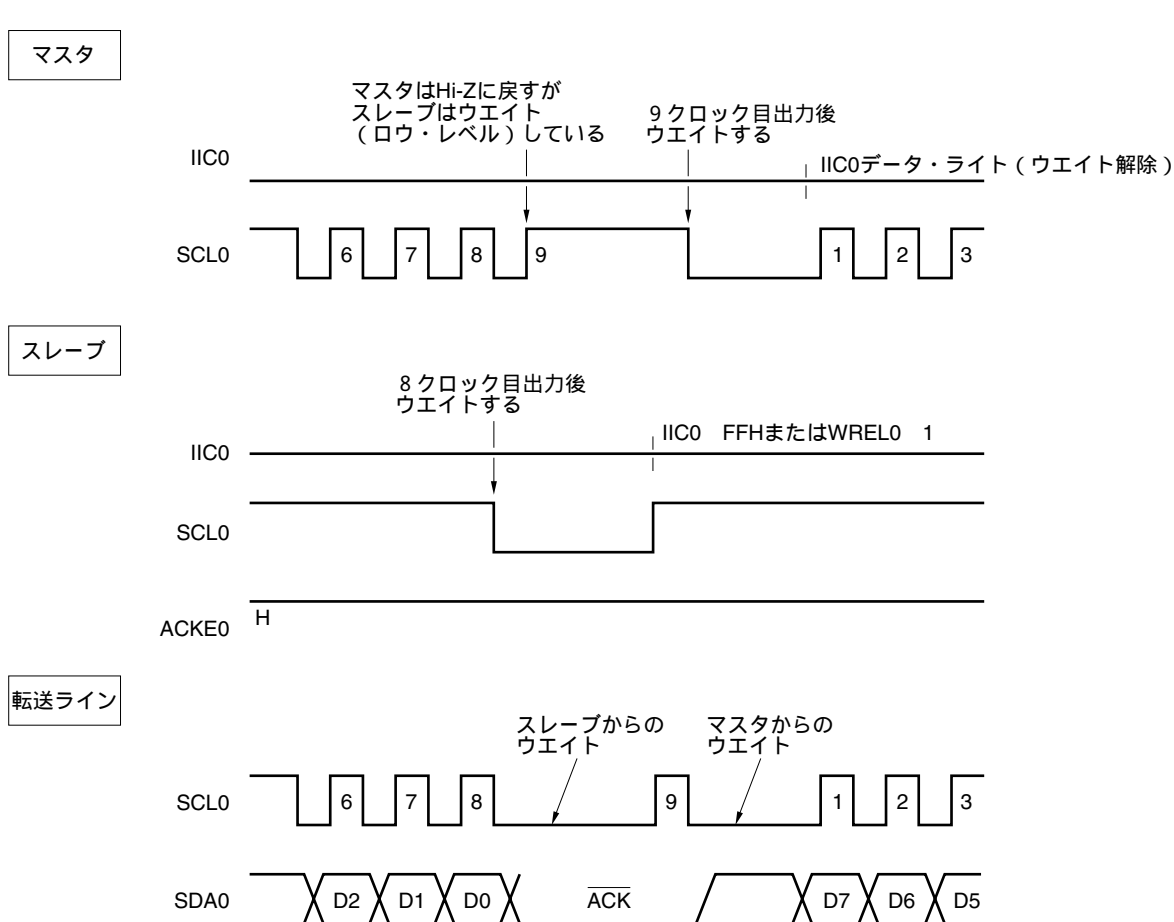 マスタ
マスタはHi-Zに戻すが
スレーブはウエイト
（ロウ・レベル）している
9クロック目出力後
ウエイトする
IIC0
IIC0データ・ライト（ウエイト解除）
SCL0
6 7 8 9 1 2 3
スレーブ
8クロック目出力後
ウエイトする
IIC0
IIC0 FFHまたはWREL0 1
SCL0
H
ACKE0
転送ライン
スレーブからの
ウエイト
マスタからの
ウエイト
SCL0
6 7 8 9 1 2 3
SDA0
D2 D1 D0 ACK D7 D6 D5